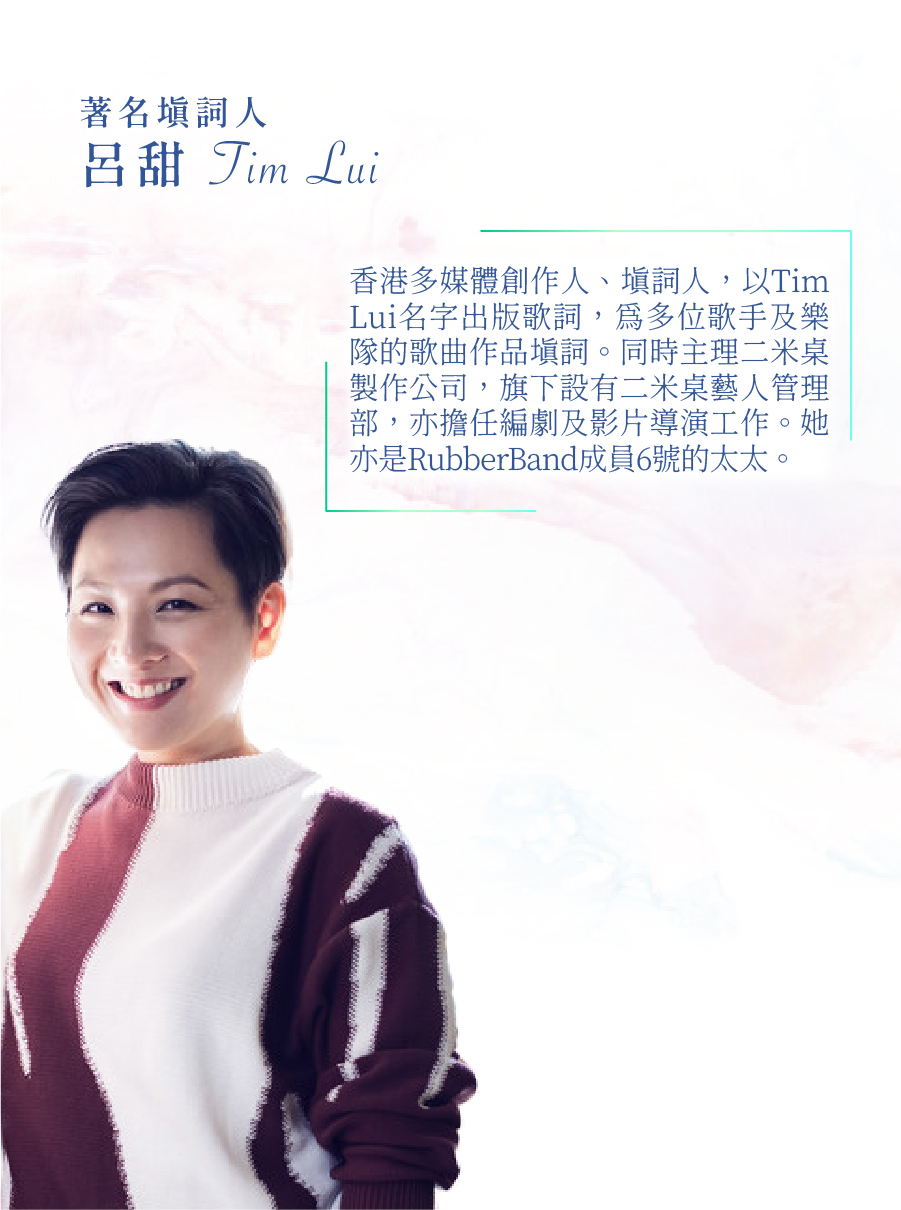 著名塡詞人
呂甜 Tim Lui
香港多媒體創作人、塡詞人，以Tim
Lui名字出版歌詞，爲多位歌手及樂
隊的歌曲作品塡詞。同時主理二米桌
製作公司，旗下設有二米桌藝人管理
部，亦擔任編劇及影片導演工作。她
亦是RubberBand成員6號的太太。